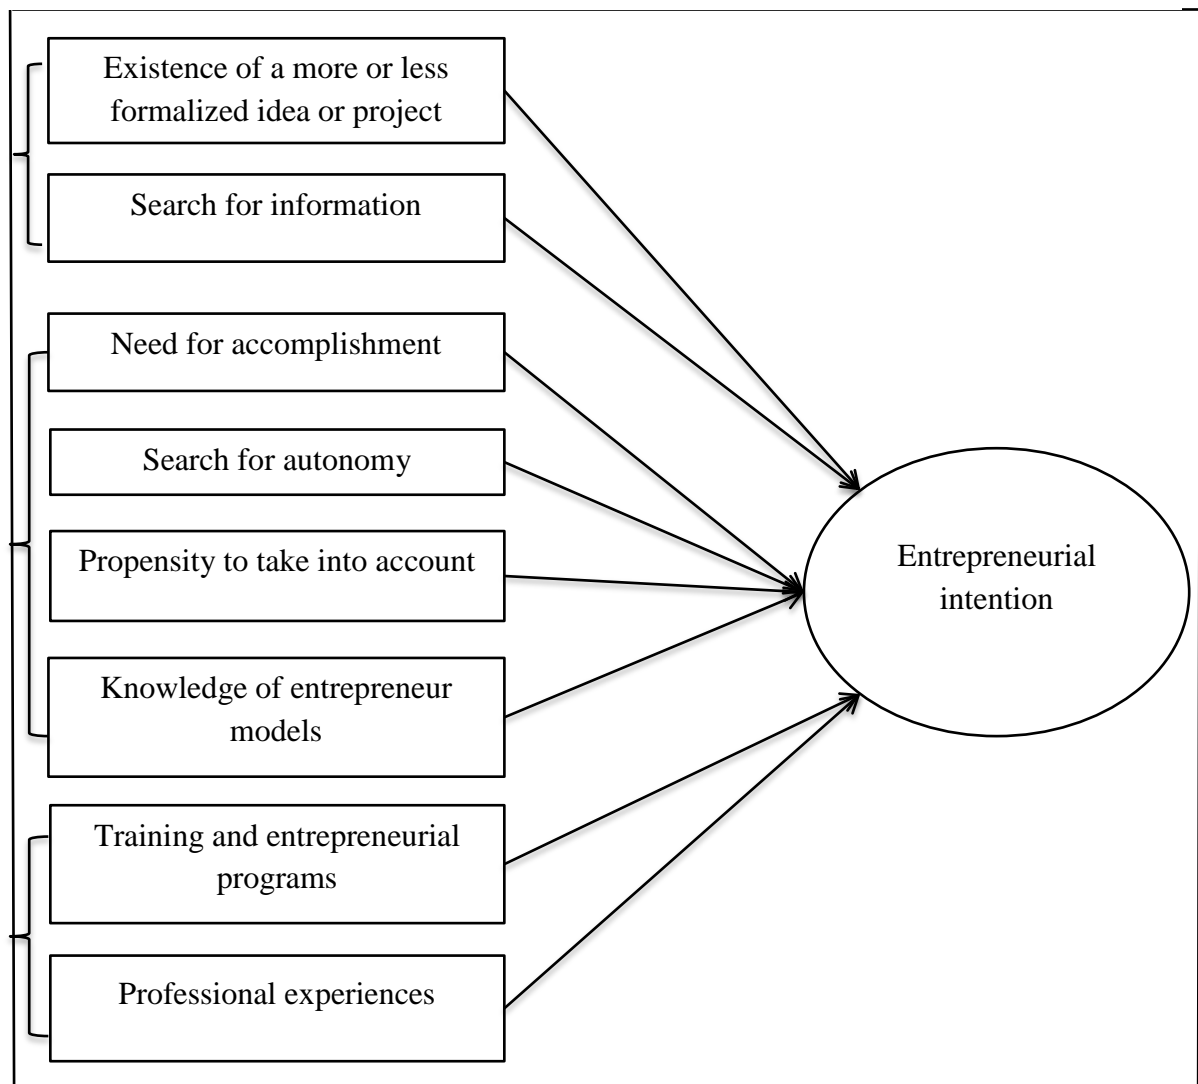 Existence of a more or less
formalized idea or project
Search for information
Need for accomplishment
Search for autonomy
Propensity to take into account
Knowledge of entrepreneur
models
Training and entrepreneurial
programs
Professional experiences
Entrepreneurial
intention